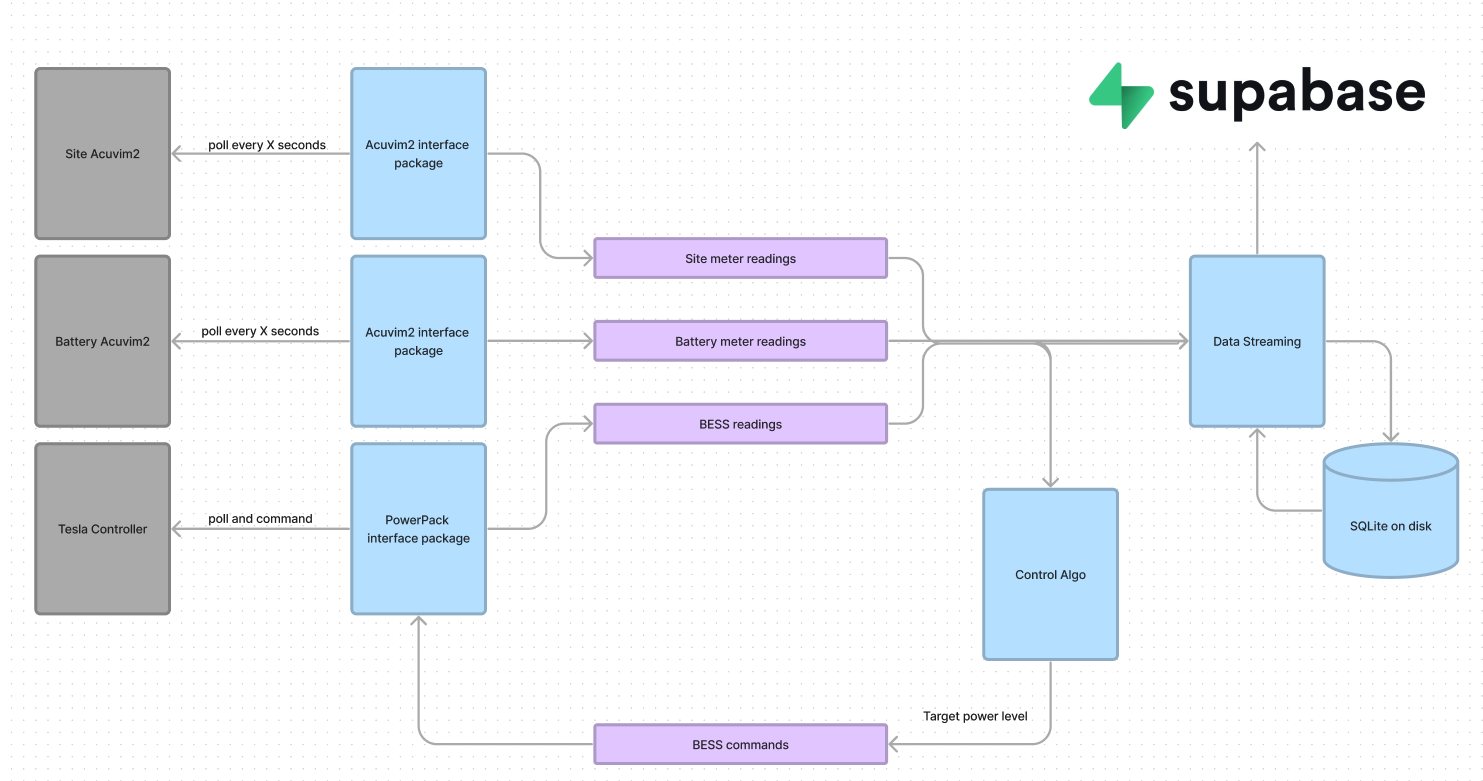 supabase
Site Acuvim2
poll every X seconds
Acuvim2 interface
package
Site meter readings
Battery Acuvim2
poll every X seconds
Acuvim2 interface
package
Battery meter readings
Data Streaming
BESS readings
Tesla Controller
poll and command
PowerPack
interface package
SQLite on disk
Control Algo
Target power level
BESS commands